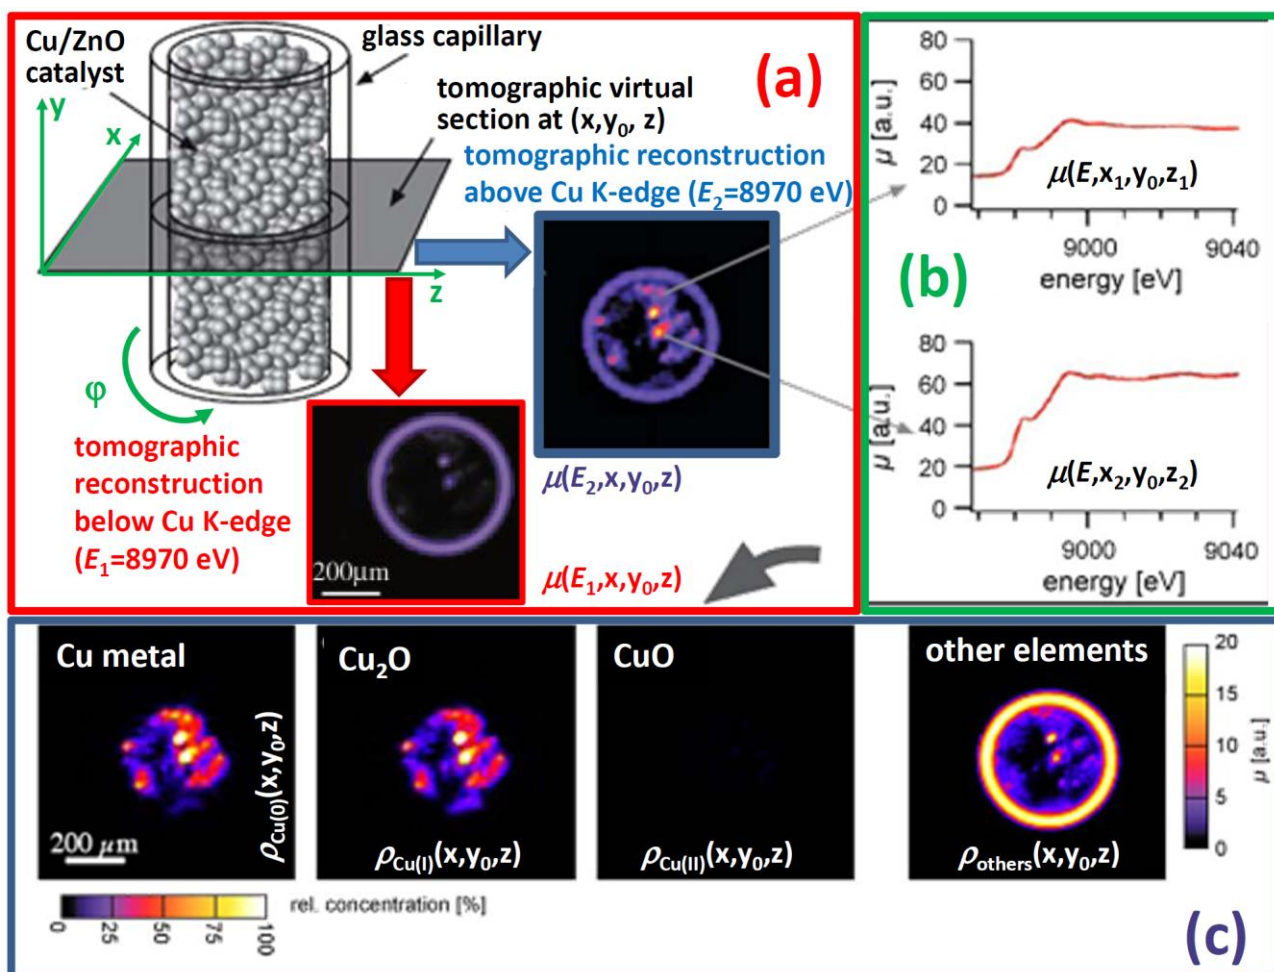 Cu/ZnO
catalyst
glass capillary
(a)
tomographic virtual
section at (x,y₀, z)
y
x
z
φ
tomographic reconstruction
above Cu K-edge (E₂=8970 eV)
tomographic
reconstruction
below Cu K-edge
(E₁=8970 eV)
200μm
μ(E₂,x,y₀,z)
μ(E₁,x,y₀,z)
(b)
80
60
40
20
0
μ [a.u.]
μ(E,x₁,y₀,z₁)
9000
9040
energy [eV]
80
60
40
20
0
μ [a.u.]
μ(E,x₂,y₀,z₂)
9000
9040
energy [eV]
Cu metal
ρCu(0)(x,y₀,z)
200 μm
Cu₂O
ρCu(I)(x,y₀,z)
CuO
ρCu(II)(x,y₀,z)
other elements
ρothers(x,y₀,z)
20
15
10
5
0
μ [a.u.]
0
25
50
75
100
rel. concentration [%]
(c)